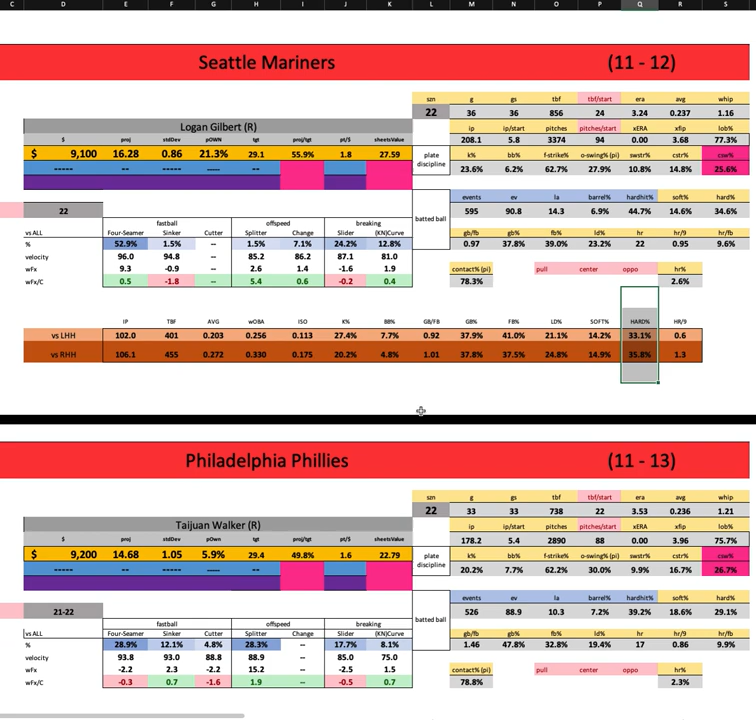 C D E F G H I J K L M N O P Q R S
Seattle Mariners (11 - 12)
szn g gs tbf tbf/start era avg whip
22 36 36 856 24 3.24 0.237 1.16
Logan Gilbert (R)
ip ip/start pitches pitches/start xERA xfip lob%
208.1 5.8 3374 94 0.00 3.68 77.3%
$ proj stdDev pOWN tgt proj/tgt pt/$ sheetsValue
$ 9,100 16.28 0.86 21.3% 29.1 55.9% 1.8 27.59
plate discipline k% bb% f-strike% o-swing% (pi) swstr% cstr% csw%
----- -- -- — --
23.6% 6.2% 62.7% 27.9% 10.8% 14.8% 25.6%
batted ball events ev la barrel% hardhit% soft% hard%
595 90.8 14.3 6.9% 44.7% 14.6% 34.6%
22
fastball offspeed breaking
vs ALL Four-Seamer Sinker Cutter Splitter Change Slider (KN)Curve
gb/fb gb% fb% ld% hr hr/9 hr/fb
% 52.9% 1.5% -- 1.5% 7.1% 24.2% 12.8%
0.97 37.8% 39.0% 23.2% 22 0.95 9.6%
velocity 96.0 94.8 -- 85.2 86.2 87.1 81.0
wFx 9.3 -0.9 -- 2.6 1.4 -1.6 1.9
contact% (pi) pull center oppo hr%
wFx/C 0.5 -1.8 -- 5.4 0.6 -0.2 0.4
78.3% 2.6%
IP TBF AVG wOBA ISO K% BB% GB/FB GB% FB% LD% SOFT% HARD% HR/9
vs LHH 102.0 401 0.203 0.256 0.113 27.4% 7.7% 0.92 37.9% 41.0% 21.1% 14.2% 33.1% 0.6
vs RHH 106.1 455 0.272 0.330 0.175 20.2% 4.8% 1.01 37.8% 37.5% 24.8% 14.9% 35.8% 1.3
Philadelphia Phillies (11 - 13)
szn g gs tbf tbf/start era avg whip
22 33 33 738 22 3.53 0.236 1.21
Taijuan Walker (R)
ip ip/start pitches pitches/start xERA xfip lob%
178.2 5.4 2890 88 0.00 3.96 75.7%
$ proj stdDev pOwn tgt proj/tgt pt/$ sheetsValue
$ 9,200 14.68 1.05 5.9% 29.4 49.8% 1.6 22.79
plate discipline k% bb% f-strike% o-swing% (pi) swstr% cstr% csw%
----- -- -- — --
20.2% 7.7% 62.2% 30.0% 9.9% 16.7% 26.7%
batted ball events ev la barrel% hardhit% soft% hard%
526 88.9 10.3 7.2% 39.2% 18.6% 29.1%
21-22
fastball offspeed breaking
vs ALL Four-Seamer Sinker Cutter Splitter Change Slider (KN)Curve
gb/fb gb% fb% ld% hr hr/9 hr/fb
% 28.9% 12.1% 4.8% 28.3% -- 17.7% 8.1%
1.46 47.8% 32.8% 19.4% 17 0.86 9.9%
velocity 93.8 93.0 88.8 88.9 -- 85.0 75.0
wFx -2.2 2.3 -2.2 15.2 -- -2.5 1.5
contact% (pi) pull center oppo hr%
wFx/C -0.3 0.7 -1.6 1.9 -- -0.5 0.7
78.8% 2.3%